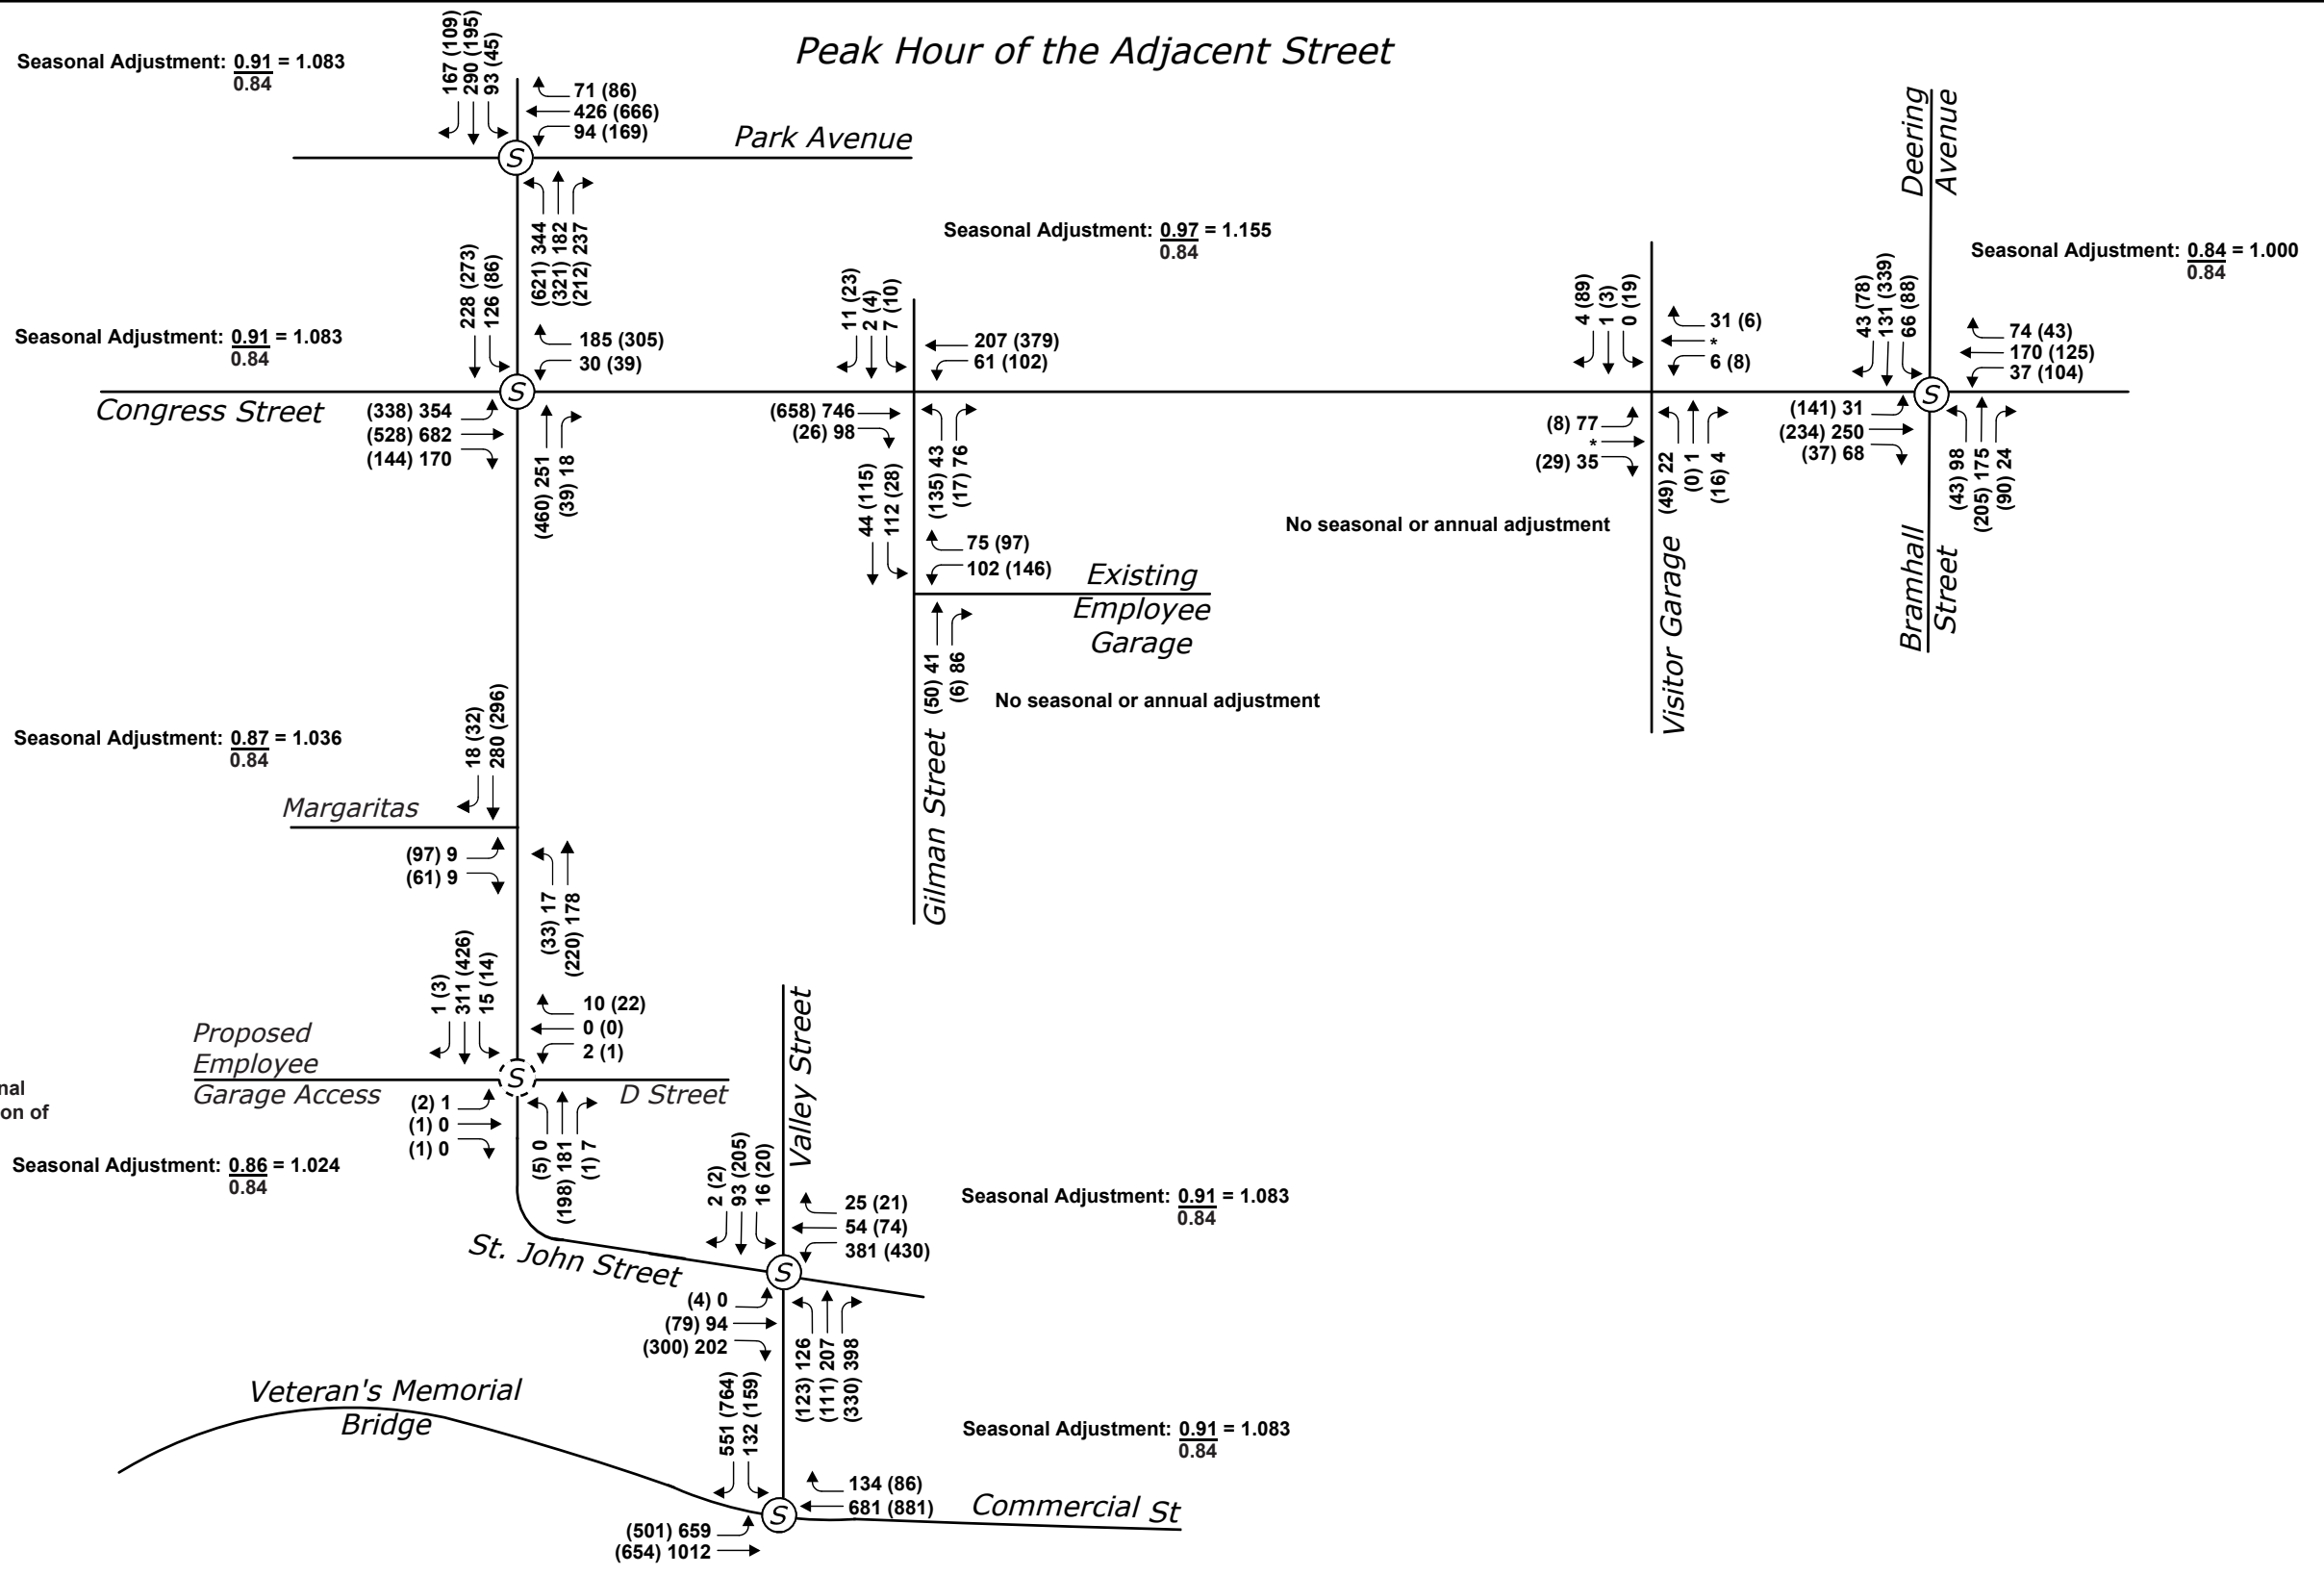 Peak Hour of the Adjacent Street
Seasonal Adjustment: 0.91 = 1.083
0.84
167 (109)
290 (195)
93 (45)
71 (86)
426 (666)
94 (169)
Park Avenue
S
(621) 344
(321) 182
(212) 237
Seasonal Adjustment: 0.91 = 1.083
0.84
228 (273)
126 (86)
185 (305)
30 (39)
S
Congress Street
(338) 354
(528) 682
(144) 170
(460) 251
(39) 18
Seasonal Adjustment: 0.97 = 1.155
0.84
11 (23)
2 (4)
7 (10)
207 (379)
61 (102)
(658) 746
(26) 98
(135) 43
(17) 76
44 (115)
112 (28)
75 (97)
102 (146)
Existing
Employee
Garage
(50) 41
(6) 86
Gilman Street
No seasonal or annual adjustment
4 (89)
1 (3)
0 (19)
31 (6)
*
6 (8)
(8) 77
*
(29) 35
(49) 22
(0) 1
(16) 4
No seasonal or annual adjustment
Visitor Garage
Deering
Avenue
Seasonal Adjustment: 0.84 = 1.000
0.84
43 (78)
131 (339)
66 (88)
74 (43)
170 (125)
37 (104)
S
(141) 31
(234) 250
(37) 68
(43) 98
(205) 175
(90) 24
Bramhall
Street
Seasonal Adjustment: 0.87 = 1.036
0.84
18 (32)
280 (296)
Margaritas
(97) 9
(61) 9
(33) 17
(220) 178
1 (3)
311 (426)
15 (14)
10 (22)
0 (0)
2 (1)
Proposed
Employee
Garage Access
S
D Street
nal
on of
(2) 1
(1) 0
(1) 0
(5) 0
(198) 181
(1) 7
Seasonal Adjustment: 0.86 = 1.024
0.84
St. John Street
Valley Street
2 (2)
93 (205)
16 (20)
25 (21)
54 (74)
381 (430)
Seasonal Adjustment: 0.91 = 1.083
0.84
S
(4) 0
(79) 94
(300) 202
(123) 126
(111) 207
(330) 398
Veteran's Memorial
Bridge
551 (764)
132 (159)
Seasonal Adjustment: 0.91 = 1.083
0.84
134 (86)
681 (881)
Commercial St
S
(501) 659
(654) 1012